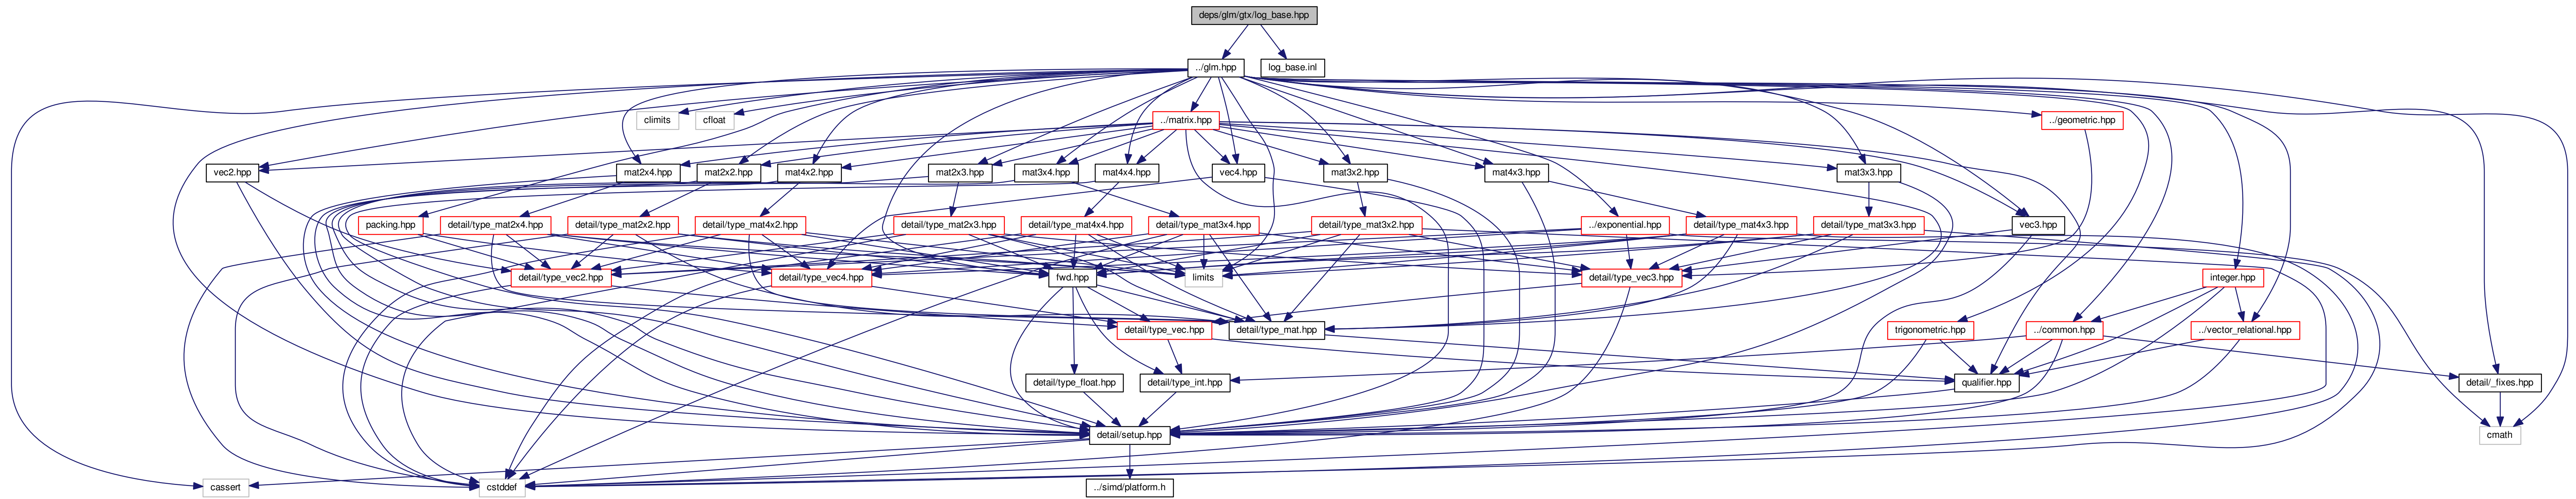 deps/glm/gtx/log_base.hpp
../glm.hpp
log_base.inl
climits
cfloat
../matrix.hpp
../geometric.hpp
vec2.hpp
mat2x4.hpp
mat2x2.hpp
mat4x2.hpp
mat2x3.hpp
mat3x4.hpp
mat4x4.hpp
vec4.hpp
mat3x2.hpp
mat4x3.hpp
mat3x3.hpp
packing.hpp
detail/type_mat2x4.hpp
detail/type_mat2x2.hpp
detail/type_mat4x2.hpp
detail/type_mat2x3.hpp
detail/type_mat4x4.hpp
detail/type_mat3x4.hpp
detail/type_mat3x2.hpp
../exponential.hpp
detail/type_mat4x3.hpp
detail/type_mat3x3.hpp
vec3.hpp
detail/type_vec2.hpp
detail/type_vec4.hpp
fwd.hpp
limits
detail/type_vec3.hpp
integer.hpp
detail/type_vec.hpp
detail/type_mat.hpp
trigonometric.hpp
../common.hpp
../vector_relational.hpp
detail/type_float.hpp
detail/type_int.hpp
qualifier.hpp
detail/_fixes.hpp
detail/setup.hpp
cmath
cassert
cstddef
../simd/platform.h